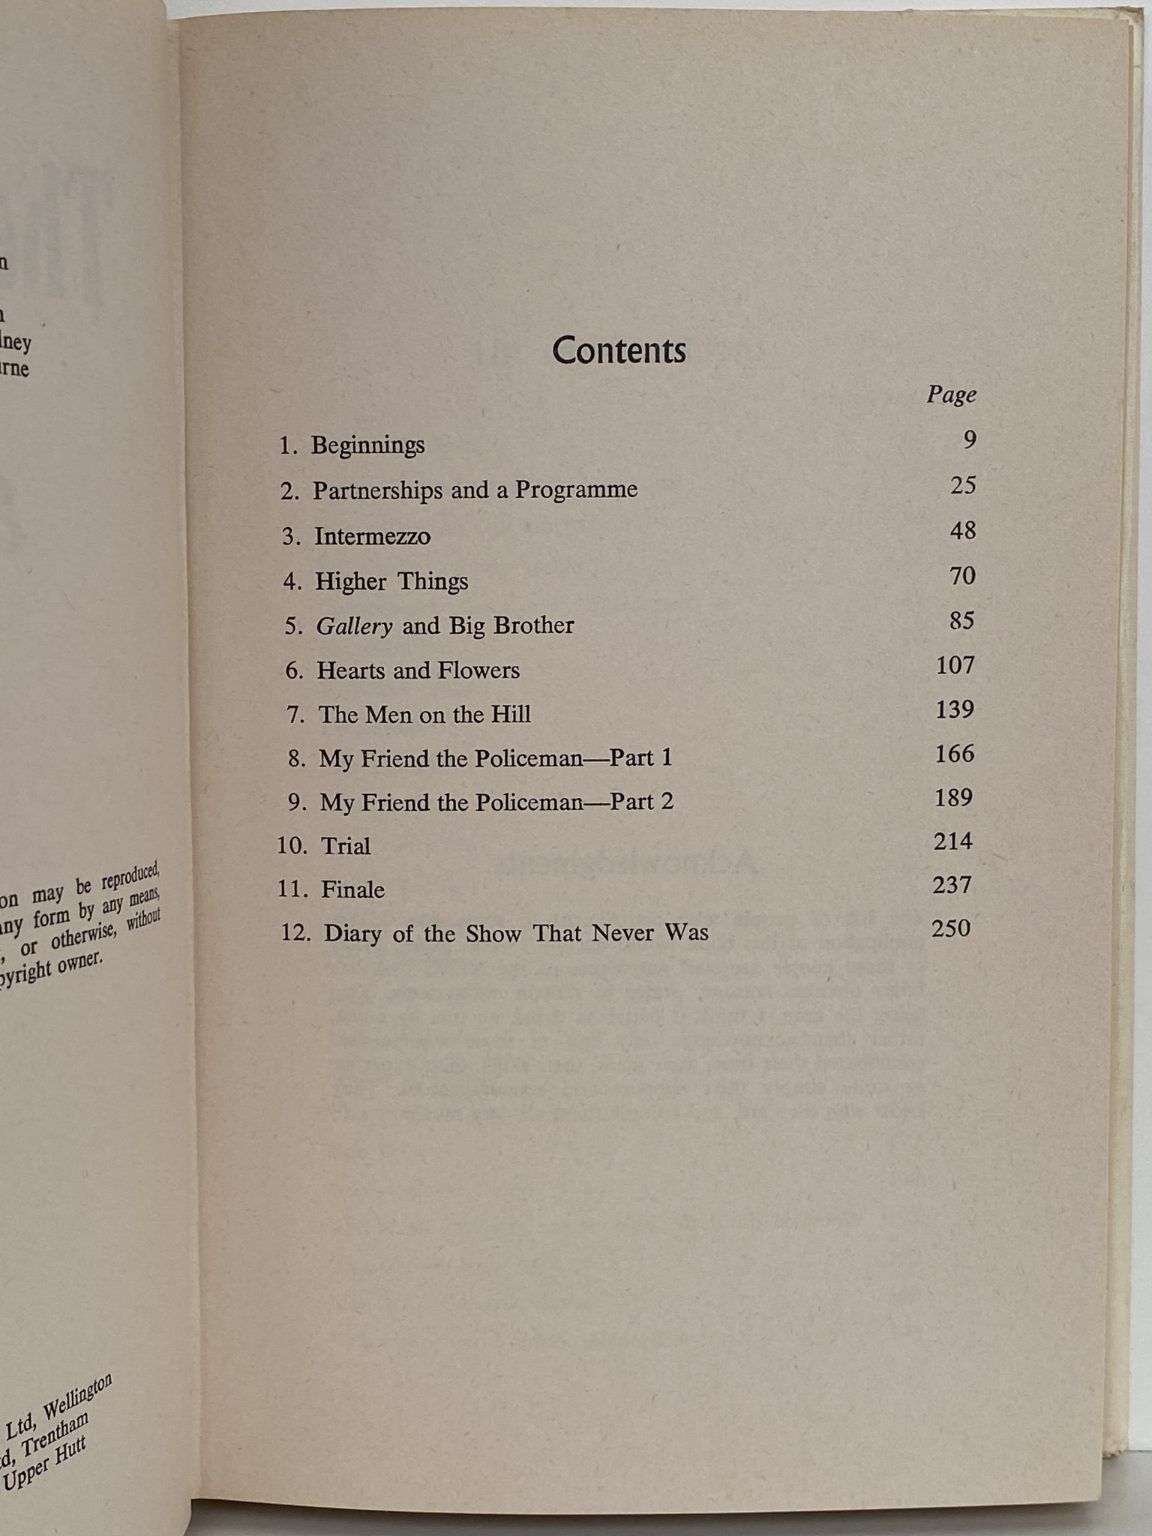 lney
on may be reproduced,
any form by any means,
, or otherwise, without
pyright owner.
Ltd, Wellington
d, Trentham
Upper Hutt
Contents
Page
1. Beginnings 9
2. Partnerships and a Programme 25
3. Intermezzo 48
4. Higher Things 70
5. Gallery and Big Brother 85
6. Hearts and Flowers 107
7. The Men on the Hill 139
8. My Friend the Policeman—Part 1 166
9. My Friend the Policeman—Part 2 189
10. Trial 214
11. Finale 237
12. Diary of the Show That Never Was 250